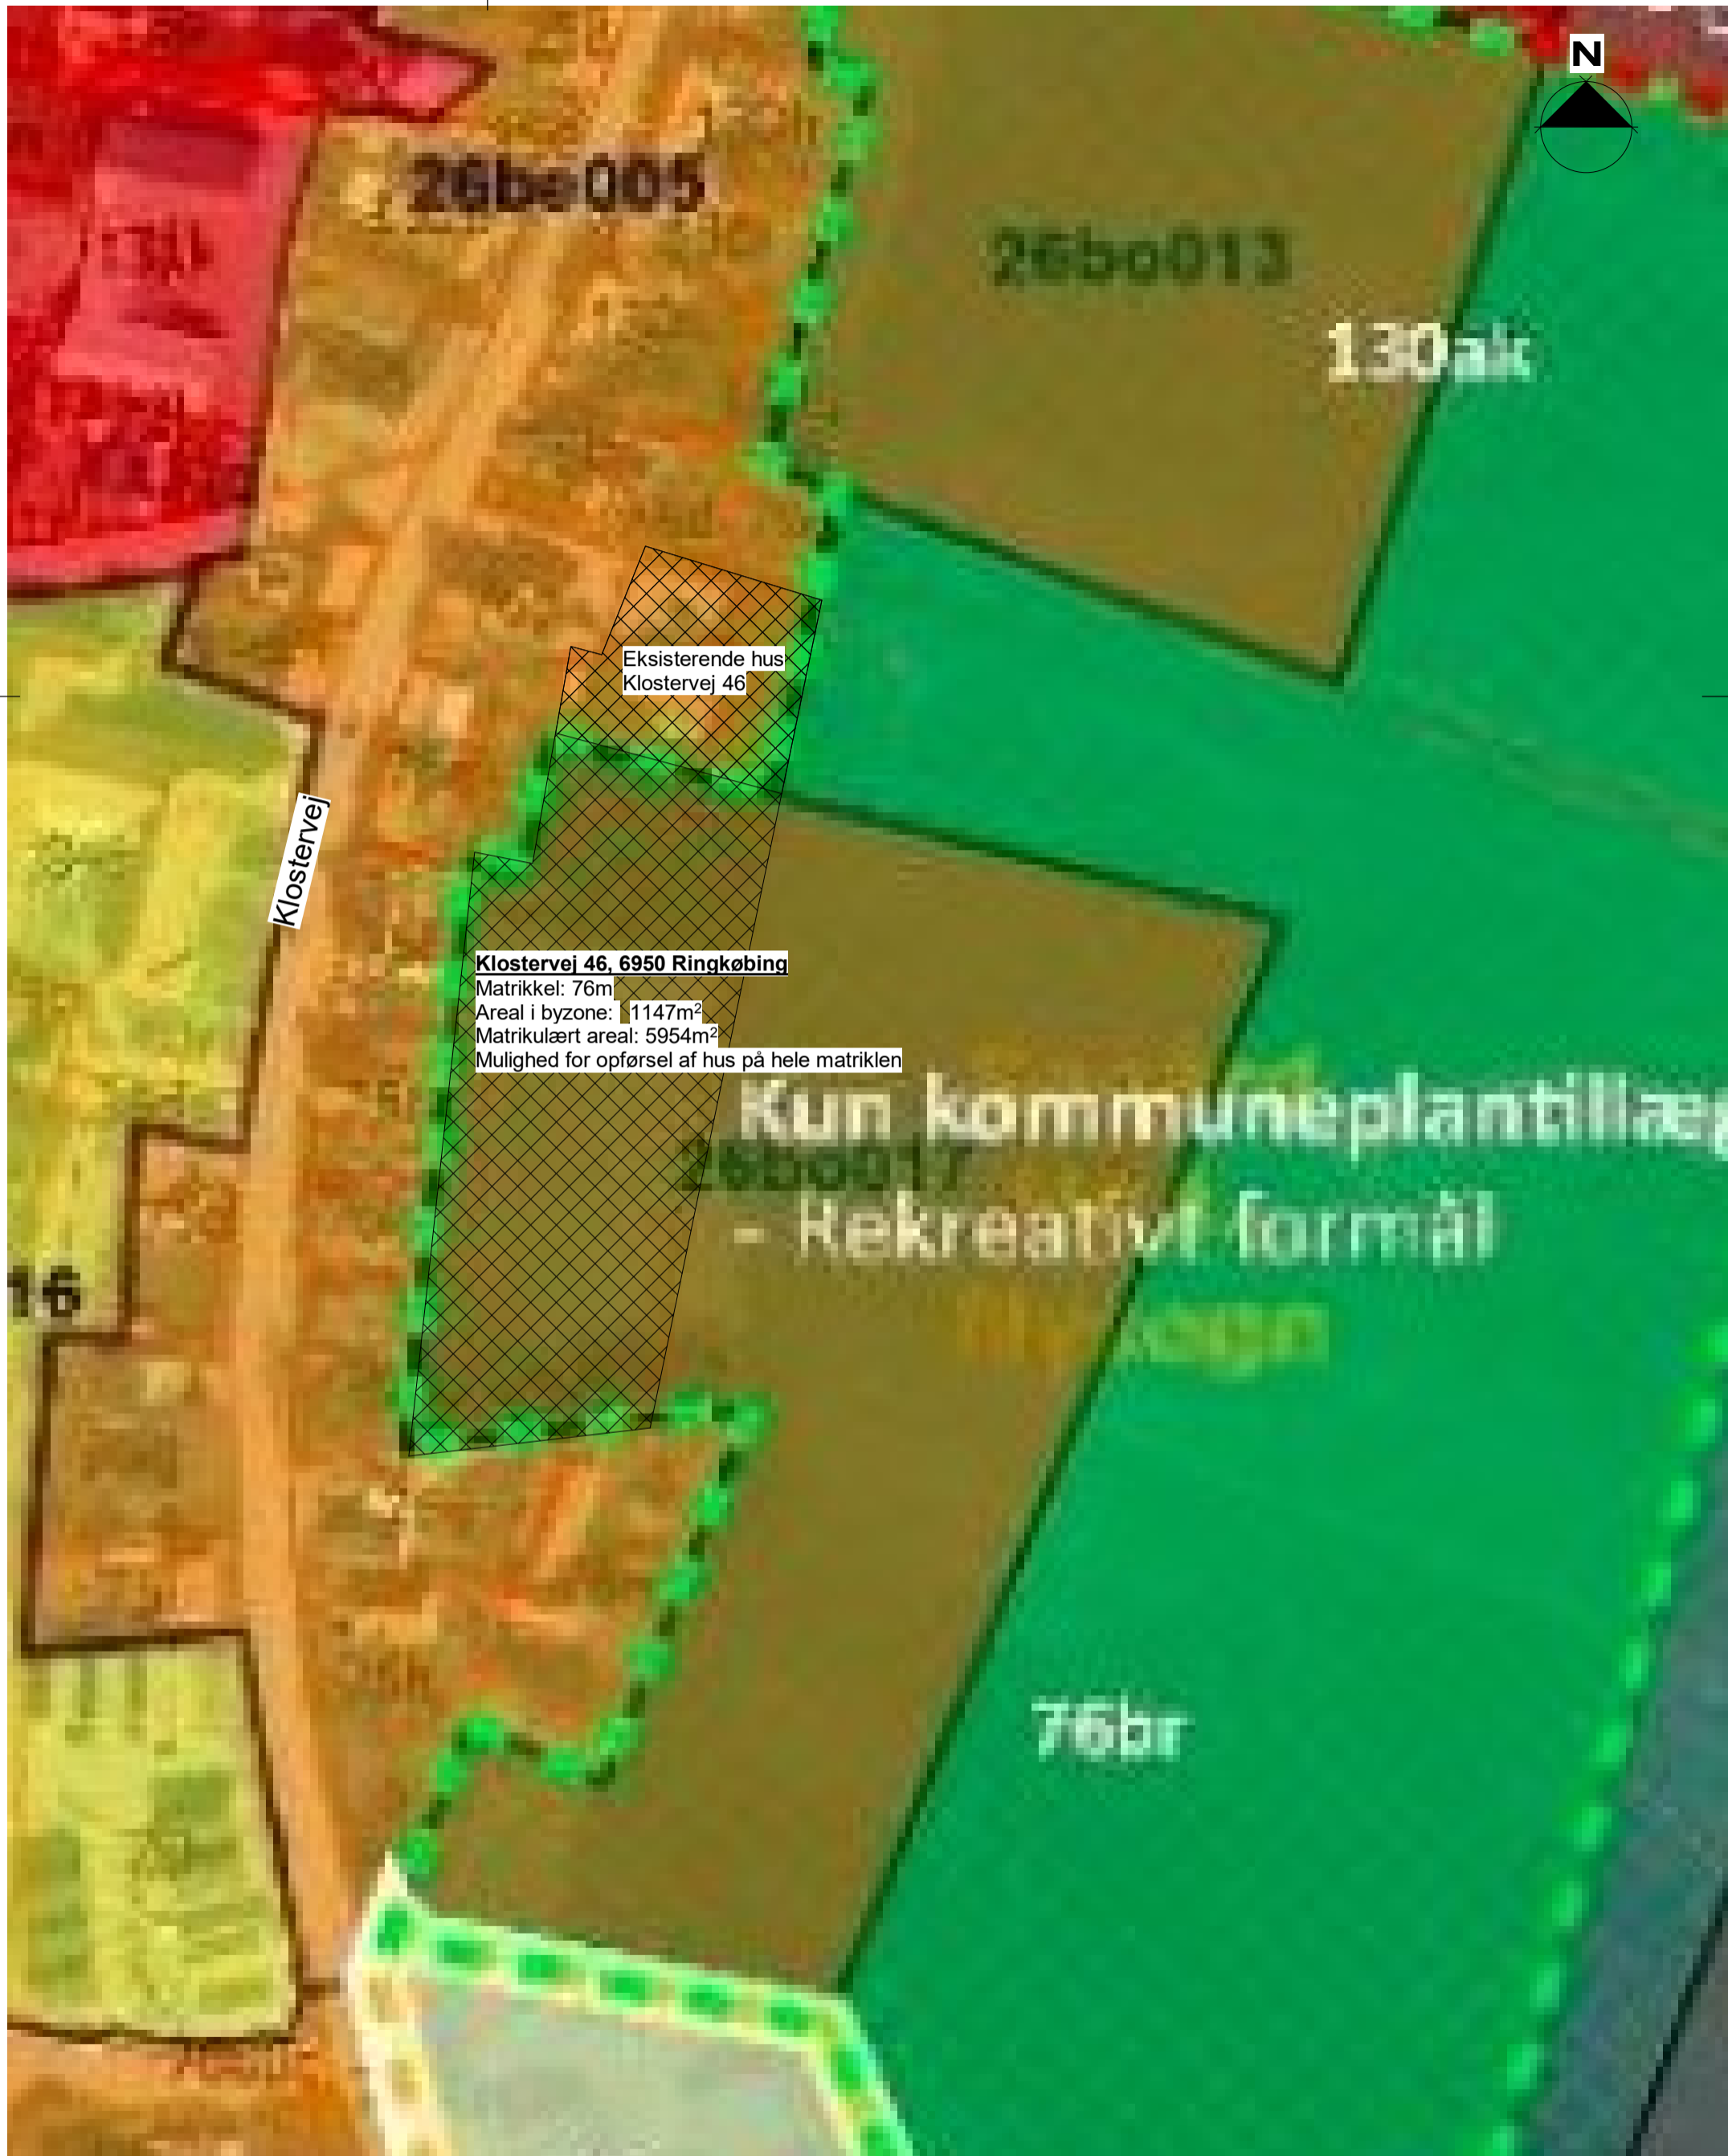 N
26bo005
26bo013
130ak
Eksisterende hus
Klostervej 46
Klostervej
Klostervej 46, 6950 Ringkøbing
Matrikkel: 76m
Areal i byzone: 1147m²
Matrikulært areal: 5954m²
Mulighed for opførsel af hus på hele matriklen
Kun kommuneplantillæg
26bo017
- Rekreativt formål
16
76br